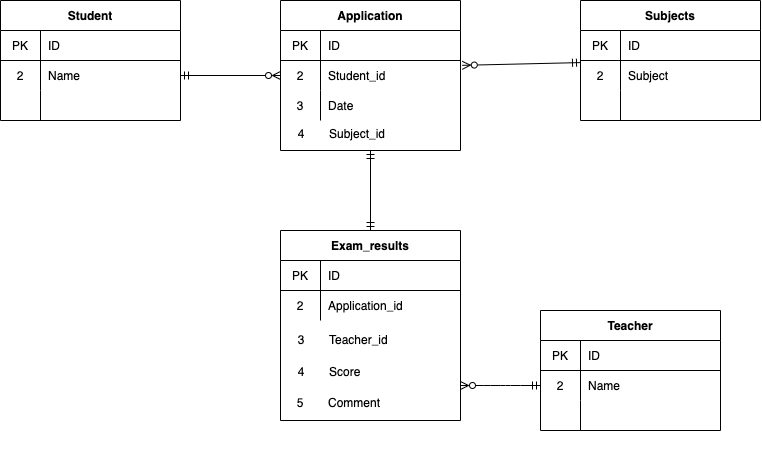 Student
PK ID
2 Name
Application
PK ID
2 Student_id
3 Date
4 Subject_id
Subjects
PK ID
2 Subject
Exam_results
PK ID
2 Application_id
3 Teacher_id
4 Score
5 Comment
Teacher
PK ID
2 Name